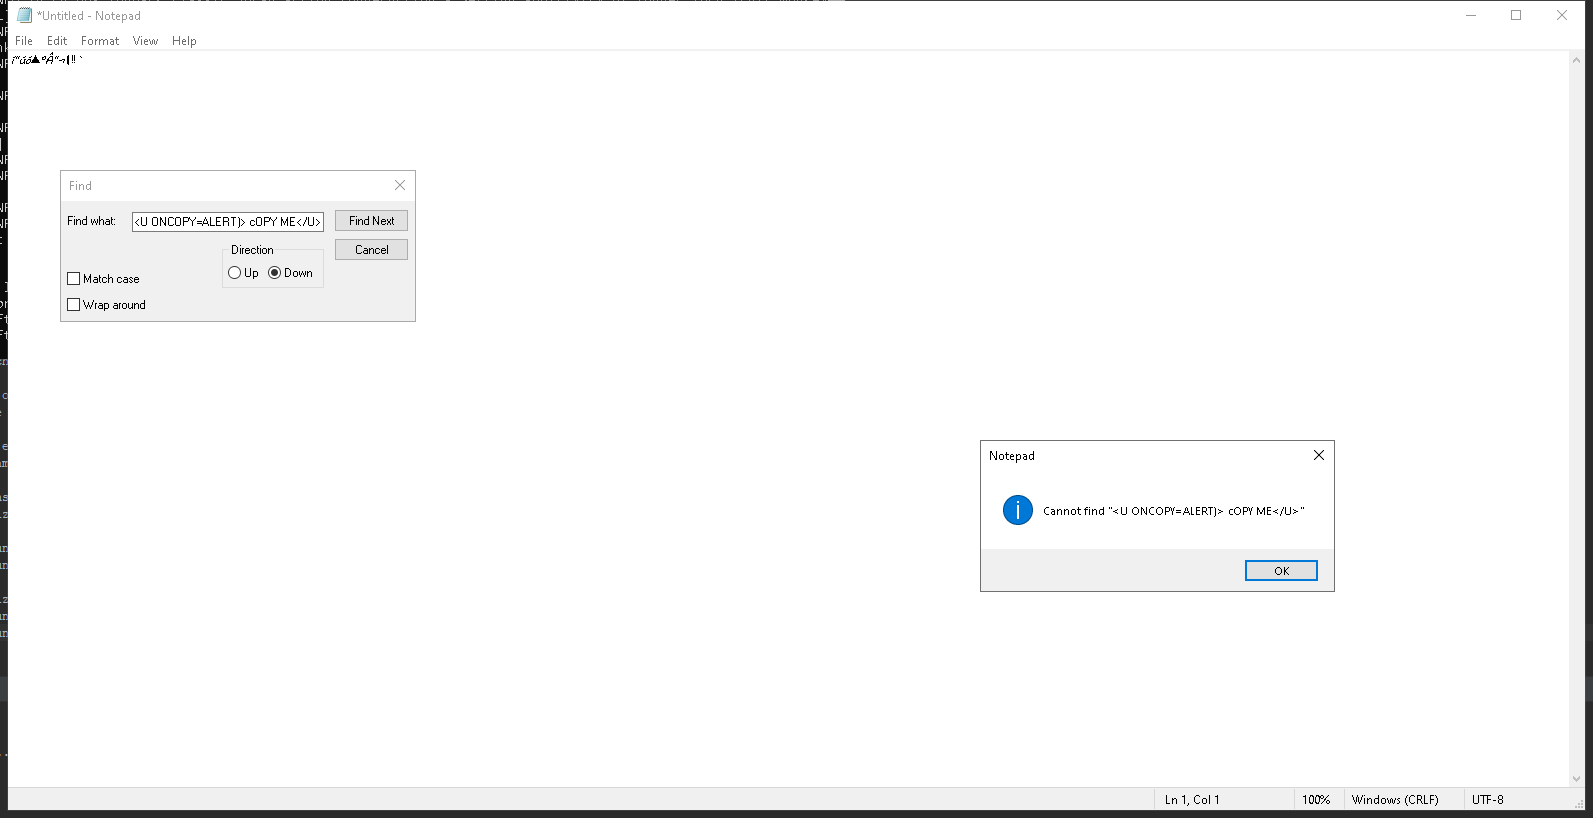 *Untitled - Notepad
File Edit Format View Help
Find
Find what: <U ONCOPY=ALERT)> cOPY ME</U> Find Next
Direction Cancel
Up Down
Match case
Wrap around
Notepad
Cannot find "<U ONCOPY=ALERT)> cOPY ME</U> "
OK
Ln 1, Col 1 100% Windows (CRLF) UTF-8